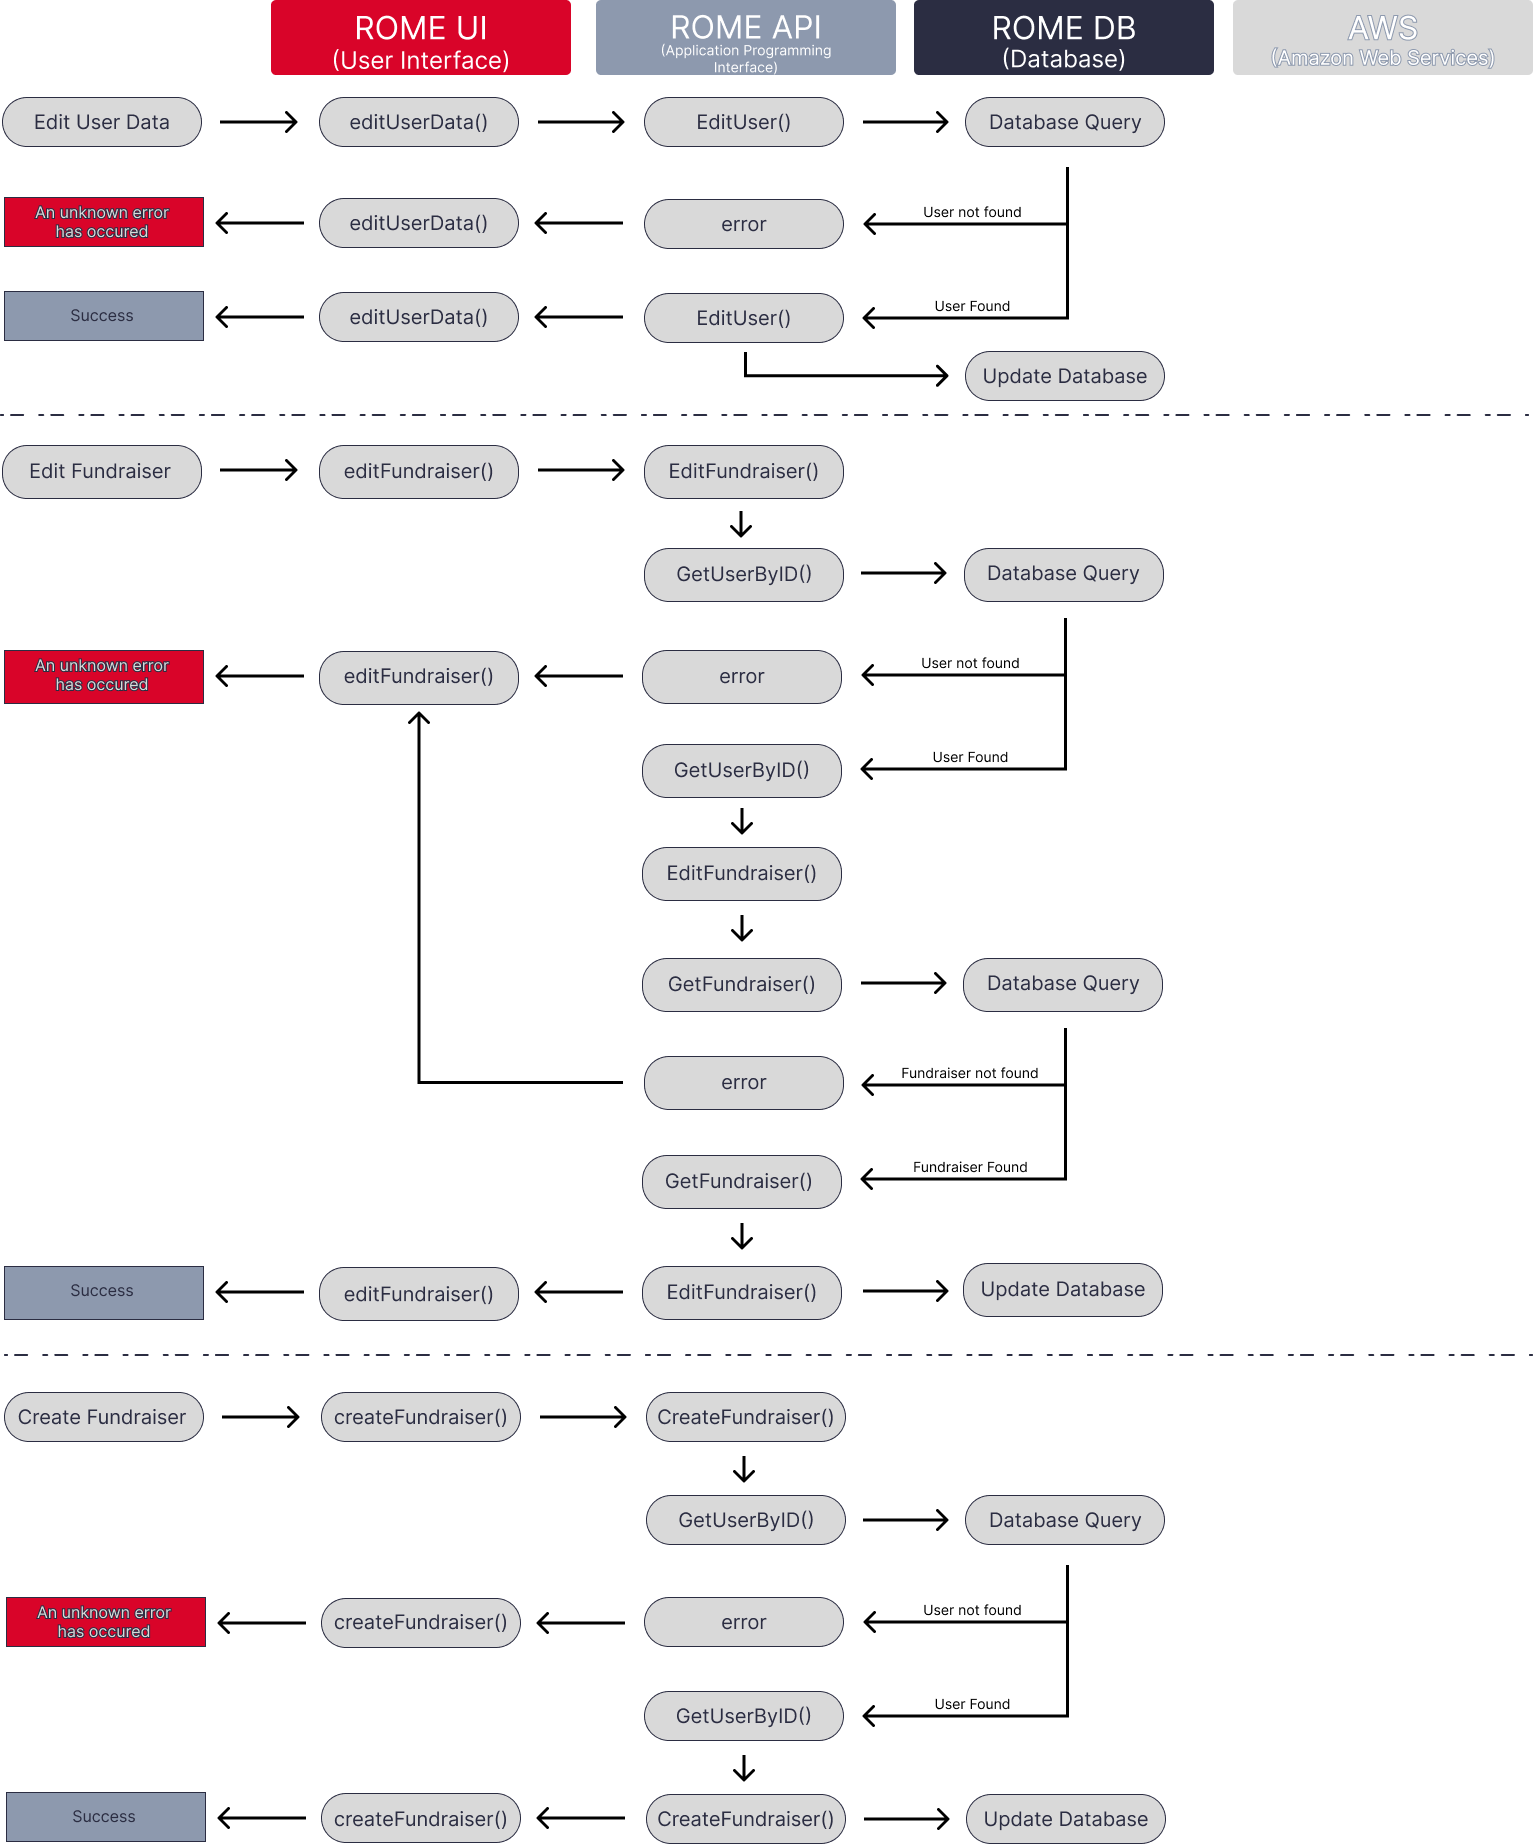 ROME UI
(User Interface)
ROME API
(Application Programming
Interface)
ROME DB
(Database)
AWS
(Amazon Web Services)
Edit User Data
editUserData()
EditUser()
Database Query
An unknown error
has occured
editUserData()
error
User not found
Success
editUserData()
EditUser()
User Found
Update Database
Edit Fundraiser
editFundraiser()
EditFundraiser()
GetUserByID()
Database Query
An unknown error
has occured
editFundraiser()
error
User not found
GetUserByID()
User Found
EditFundraiser()
GetFundraiser()
Database Query
error
Fundraiser not found
GetFundraiser()
Fundraiser Found
Success
editFundraiser()
EditFundraiser()
Update Database
Create Fundraiser
createFundraiser()
CreateFundraiser()
GetUserByID()
Database Query
An unknown error
has occured
createFundraiser()
error
User not found
GetUserByID()
User Found
Success
createFundraiser()
CreateFundraiser()
Update Database